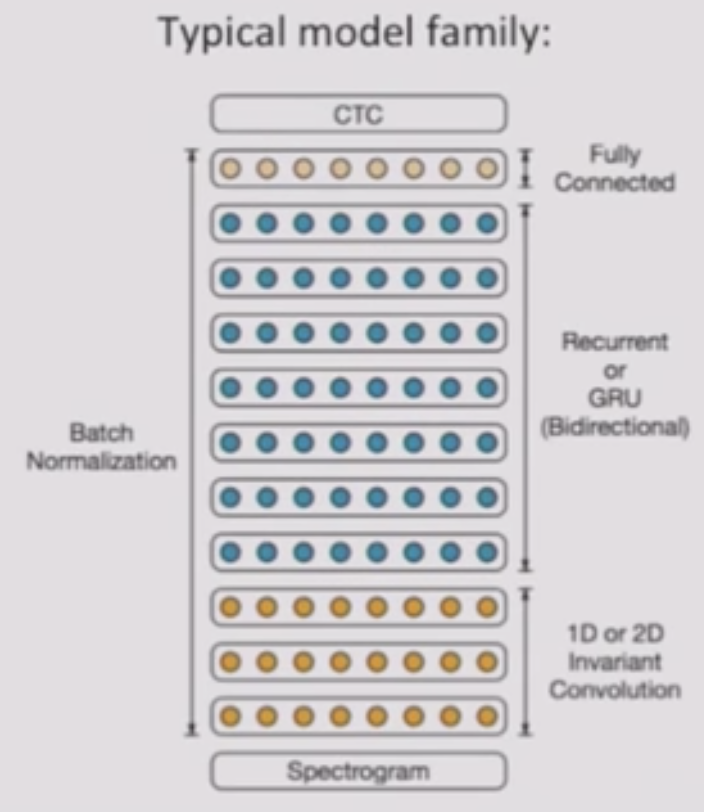 Typical model family:
CTC
Fully
Connected
Recurrent
or
GRU
(Bidirectional)
Batch
Normalization
1D or 2D
Invariant
Convolution
Spectrogram